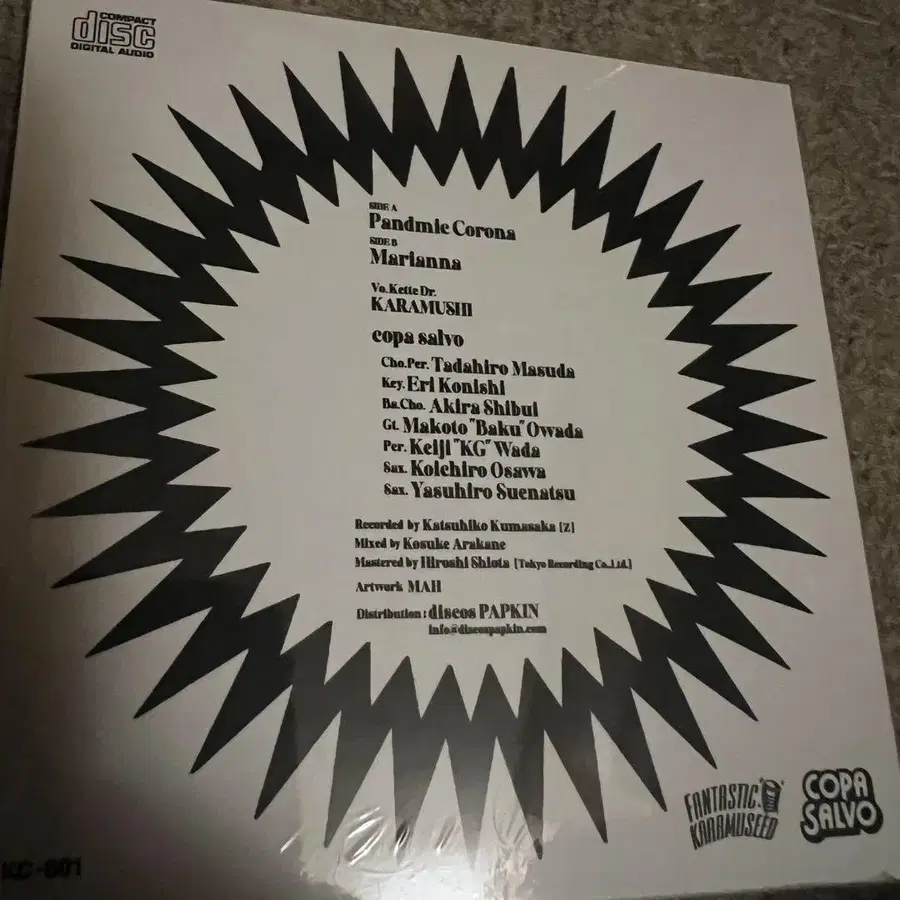 COMPACT
disc
DIGITAL AUDIO
SIDE A
Pandmic Corona
SIDE B
Marianna
Vo.Kette Dr.
KARAMUSHI
copa salvo
Cho.Per. Tadahiro Masuda
Key. Eri Konishi
Ba.Cho. Akira Shibui
Gt. Makoto "Baku" Owada
Per. Keiji "KG" Wada
Sax. Koichiro Osawa
Sax. Yasuhiro Suenatsu
Recorded by Katsuhiko Kumasaka [Z]
Mixed by Kosuke Arakane
Mastered by Hiroshi Shiota [Tokyo Recording Co.,Ltd.]
Artwork MAH
Distribution : discos PAPKIN
info@discospapkin.com
FANTASTIC
KARAMUSEED
COPA
SALVO
KC-001